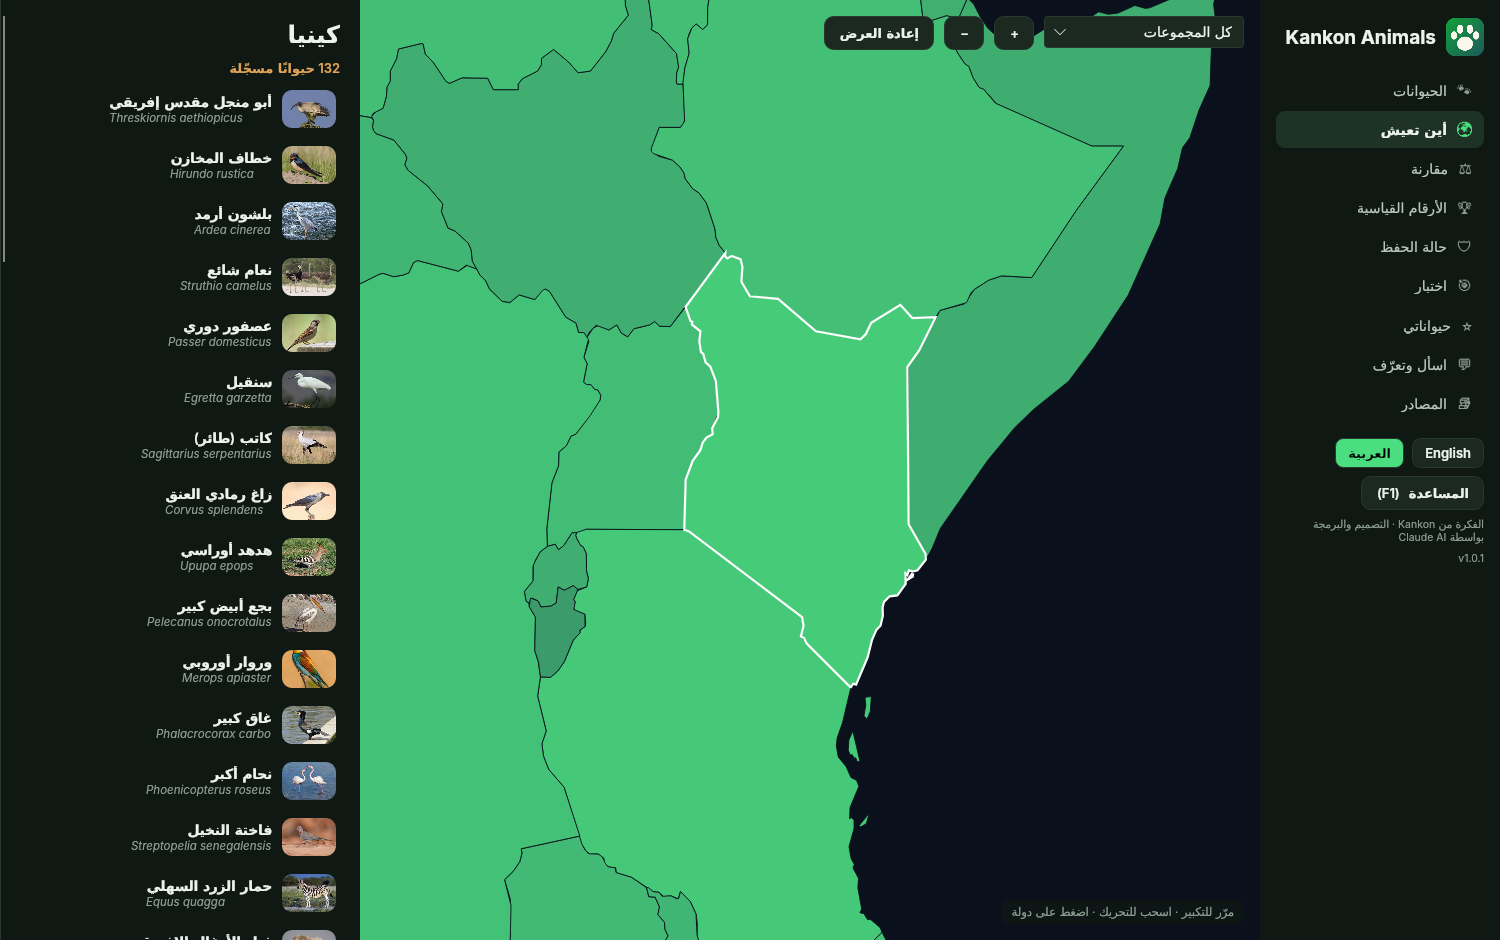 Kankon Animals
الحيوانات
أين تعيش
مقارنة
الأرقام القياسية
حالة الحفظ
اختبار
حيواناتي
اسأل وتعرّف
المصادر
العربية English
المساعدة (F1)
الفكرة من Kankon · التصميم والبرمجة
بواسطة Claude AI
v1.0.1
كل المجموعات
+
−
إعادة العرض
مرّر للتكبير · اسحب للتحريك · اضغط على دولة
كينيا
132 حيوانًا مسجّلة
أبو منجل مقدس إفريقي
Threskiornis aethiopicus
خطاف المخازن
Hirundo rustica
بلشون أرمد
Ardea cinerea
نعام شائع
Struthio camelus
عصفور دوري
Passer domesticus
سنقيل
Egretta garzetta
كاتب (طائر)
Sagittarius serpentarius
زاغ رمادي العنق
Corvus splendens
هدهد أوراسي
Upupa epops
بجع أبيض كبير
Pelecanus onocrotalus
وروار أوروبي
Merops apiaster
غاق كبير
Phalacrocorax carbo
نحام أكبر
Phoenicopterus roseus
فاختة النخيل
Streptopelia senegalensis
حمار الزرد السهلي
Equus quagga